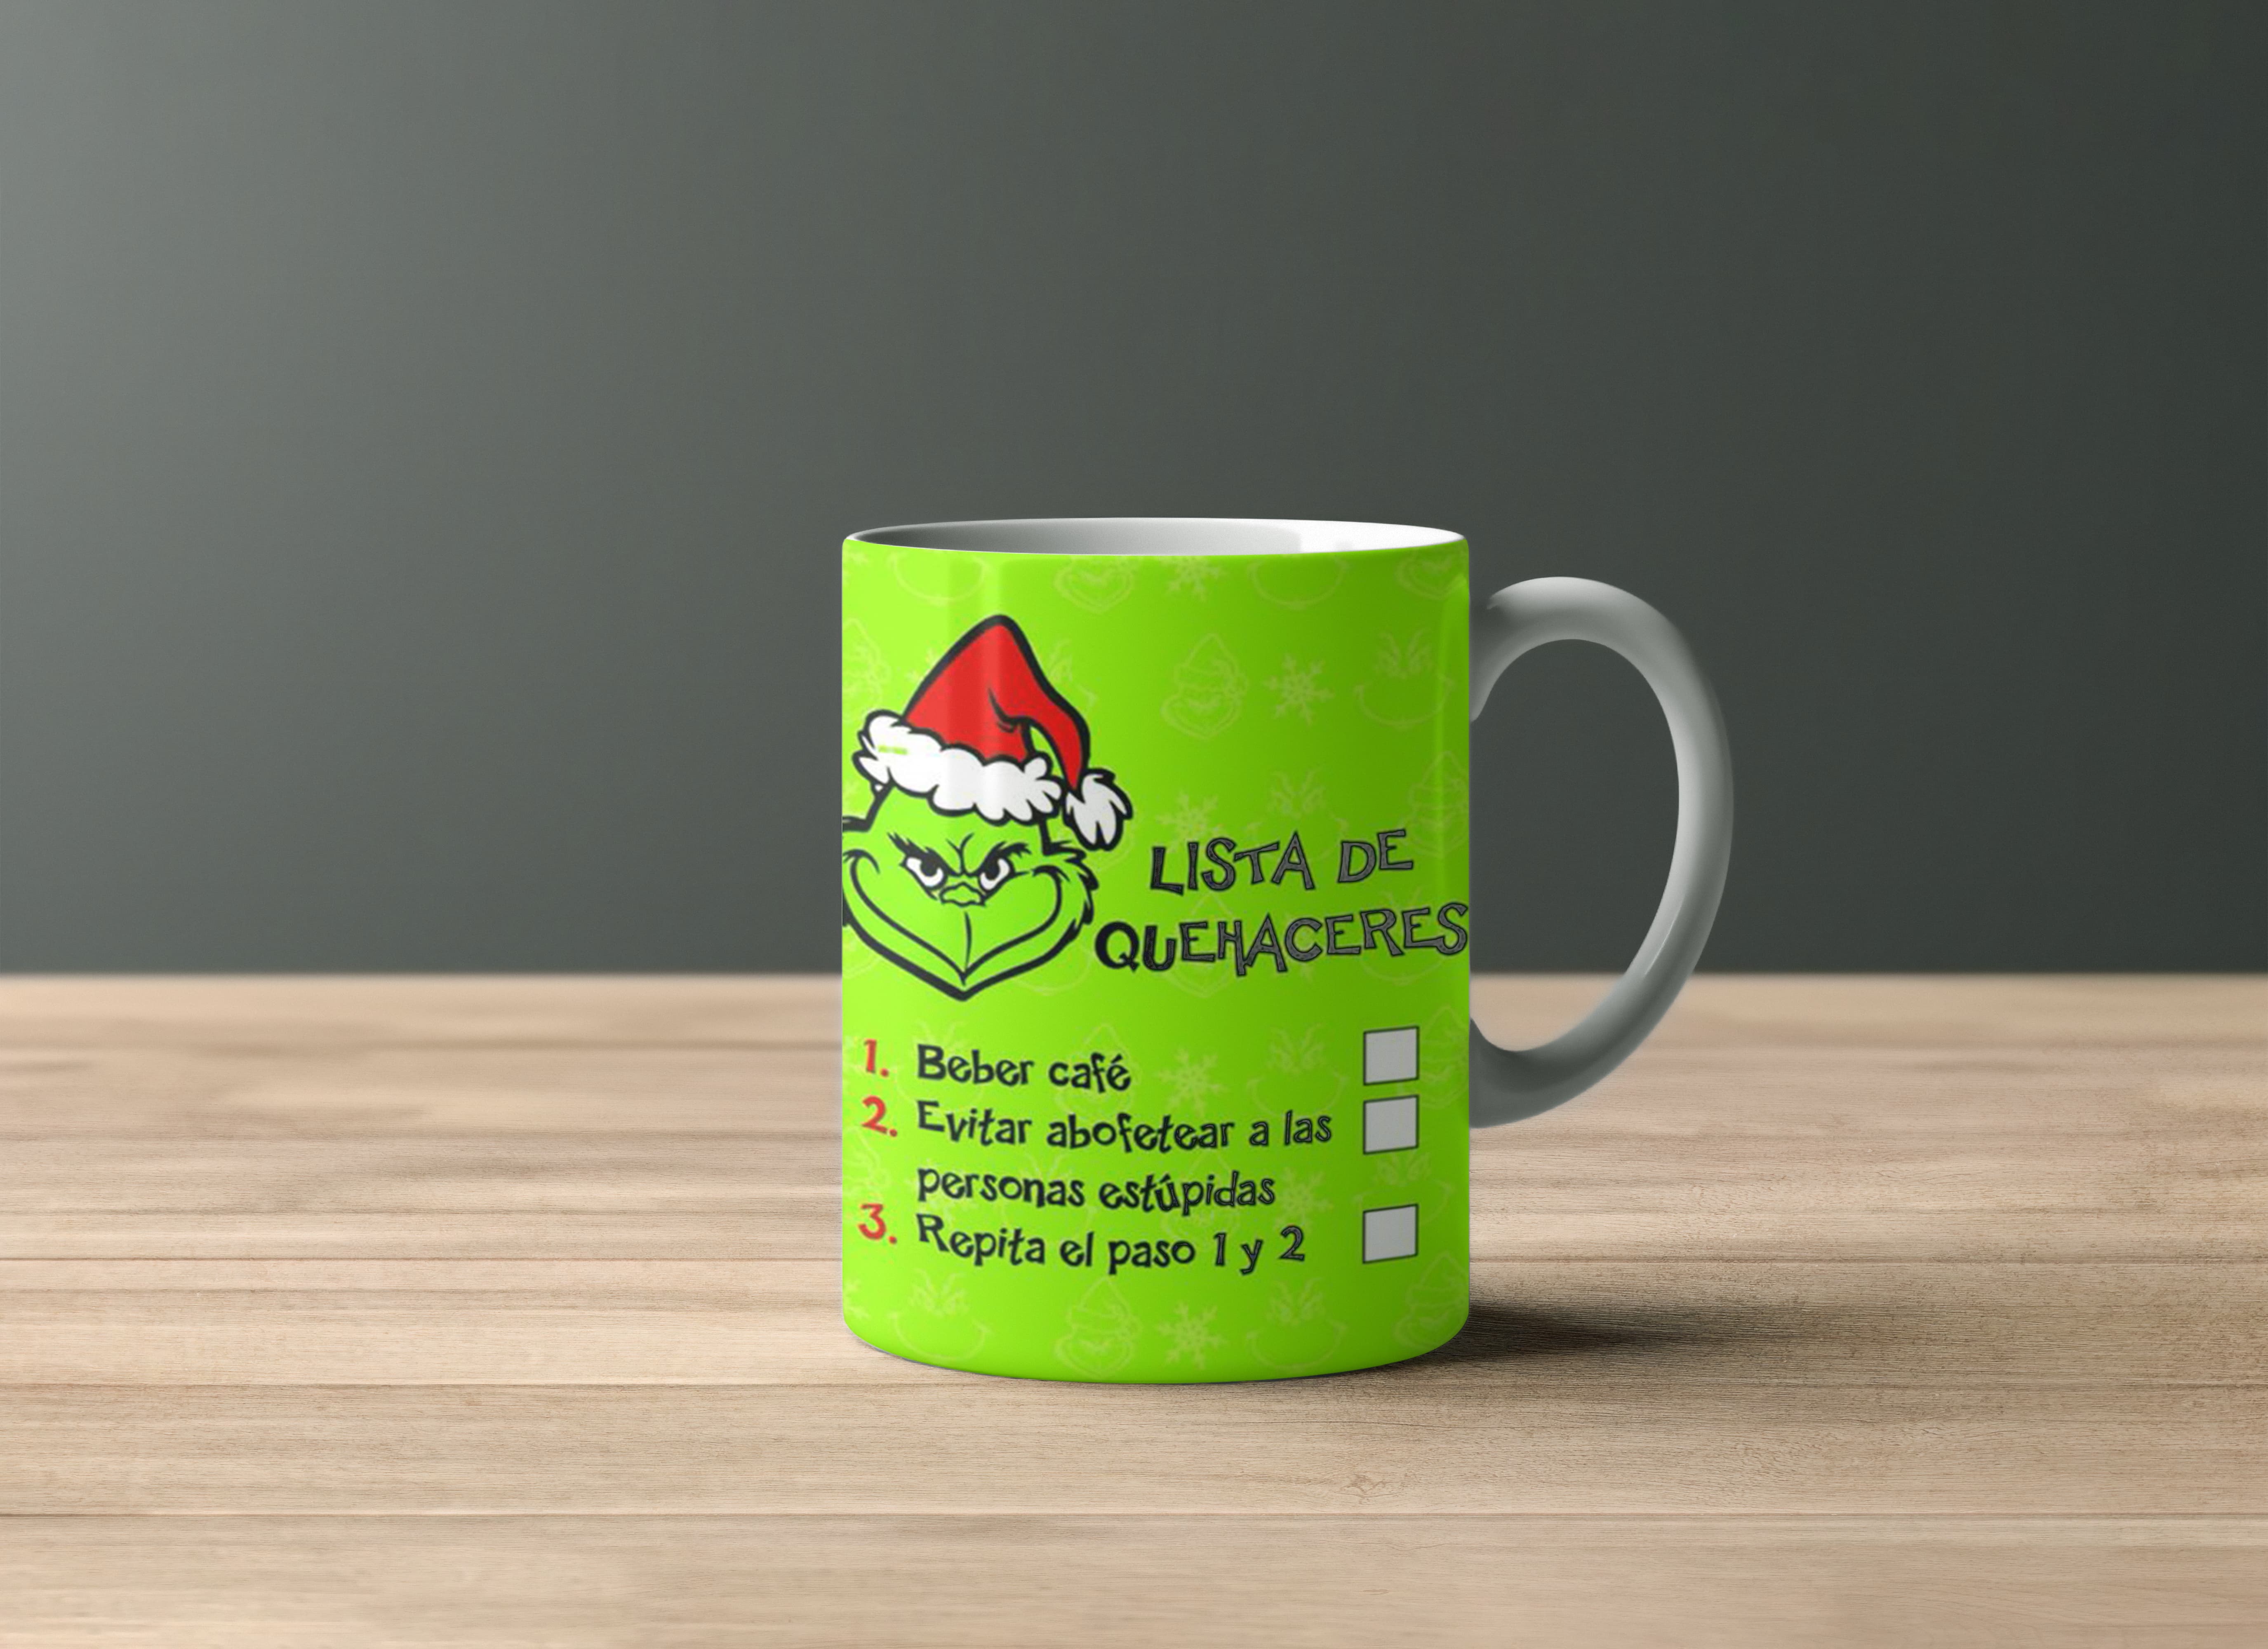 LISTA DE
QUEHACERES
1. Beber café
2. Evitar abofetear a las
personas estúpidas
3. Repita el paso 1 y 2